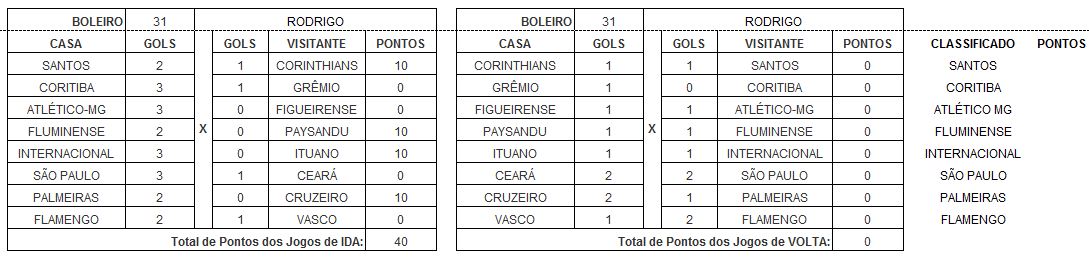 BOLEIRO 31 RODRIGO BOLEIRO 31 RODRIGO
CASA GOLS GOLS VISITANTE PONTOS CASA GOLS GOLS VISITANTE PONTOS CLASSIFICADO PONTOS
SANTOS 2 1 CORINTHIANS 10 CORINTHIANS 1 1 SANTOS 0 SANTOS
CORITIBA 3 1 GRÊMIO 0 GRÊMIO 1 0 CORITIBA 0 CORITIBA
ATLÉTICO-MG 3 0 FIGUEIRENSE 0 FIGUEIRENSE 1 1 ATLÉTICO-MG 0 ATLÉTICO MG
FLUMINENSE 2 X 0 PAYSANDU 10 PAYSANDU 1 X 1 FLUMINENSE 0 FLUMINENSE
INTERNACIONAL 3 0 ITUANO 10 ITUANO 1 1 INTERNACIONAL 0 INTERNACIONAL
SÃO PAULO 3 1 CEARÁ 0 CEARÁ 2 2 SÃO PAULO 0 SÃO PAULO
PALMEIRAS 2 0 CRUZEIRO 10 CRUZEIRO 2 1 PALMEIRAS 0 PALMEIRAS
FLAMENGO 2 1 VASCO 0 VASCO 1 2 FLAMENGO 0 FLAMENGO
Total de Pontos dos Jogos de IDA: 40 Total de Pontos dos Jogos de VOLTA: 0